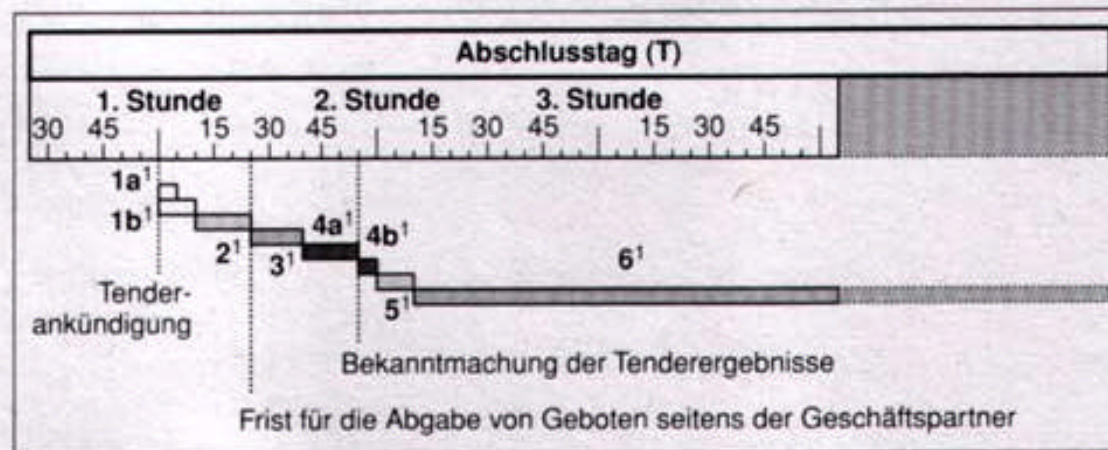 Abschlusstag (T)
1. Stunde 2. Stunde 3. Stunde
30 45 15 30 45 15 30 45 15 30 45
1a¹
1b¹ 4a¹ 4b¹
2¹ 3¹ 6¹
5¹
Tender-
ankündigung
Bekanntmachung der Tenderergebnisse
Frist für die Abgabe von Geboten seitens der Geschäftspartner